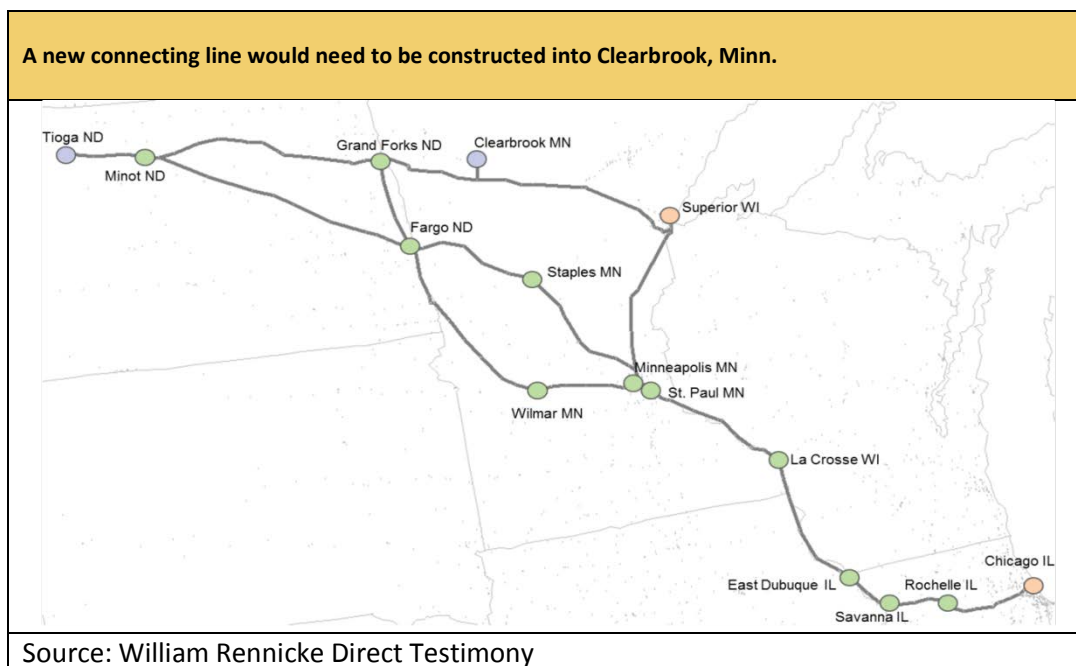 A new connecting line would need to be constructed into Clearbrook, Minn.
Tioga ND
Minot ND
Grand Forks ND
Clearbrook MN
Superior WI
Fargo ND
Staples MN
Minneapolis MN
St. Paul MN
Wilmar MN
La Crosse WI
Chicago IL
East Dubuque IL
Rochelle IL
Savanna IL
Source: William Rennicke Direct Testimony